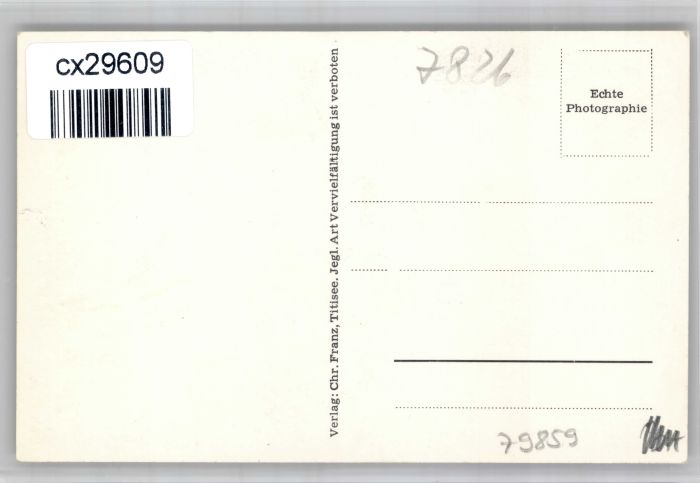 cx29609
7826
Echte
Photographie
Verlag: Chr. Franz, Titisee. Jegl. Art Vervielfältigung ist verboten
79859